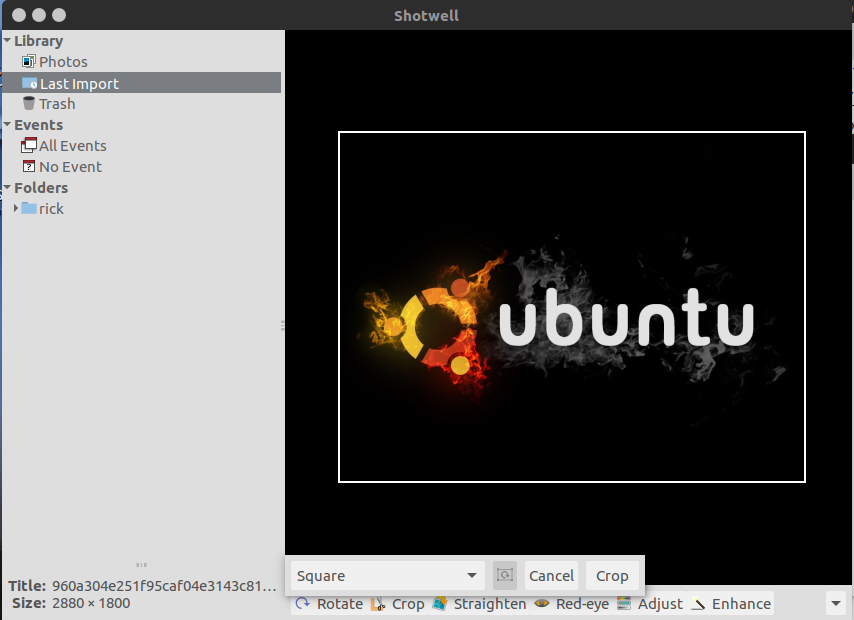 Shotwell
Library
Photos
Last Import
Trash
Events
All Events
? No Event
Folders
rick
ubuntu
Title: 960a304e251f95caf04e3143c81...
Size: 2880 × 1800
Square Cancel Crop
Rotate Crop Straighten Red-eye Adjust Enhance